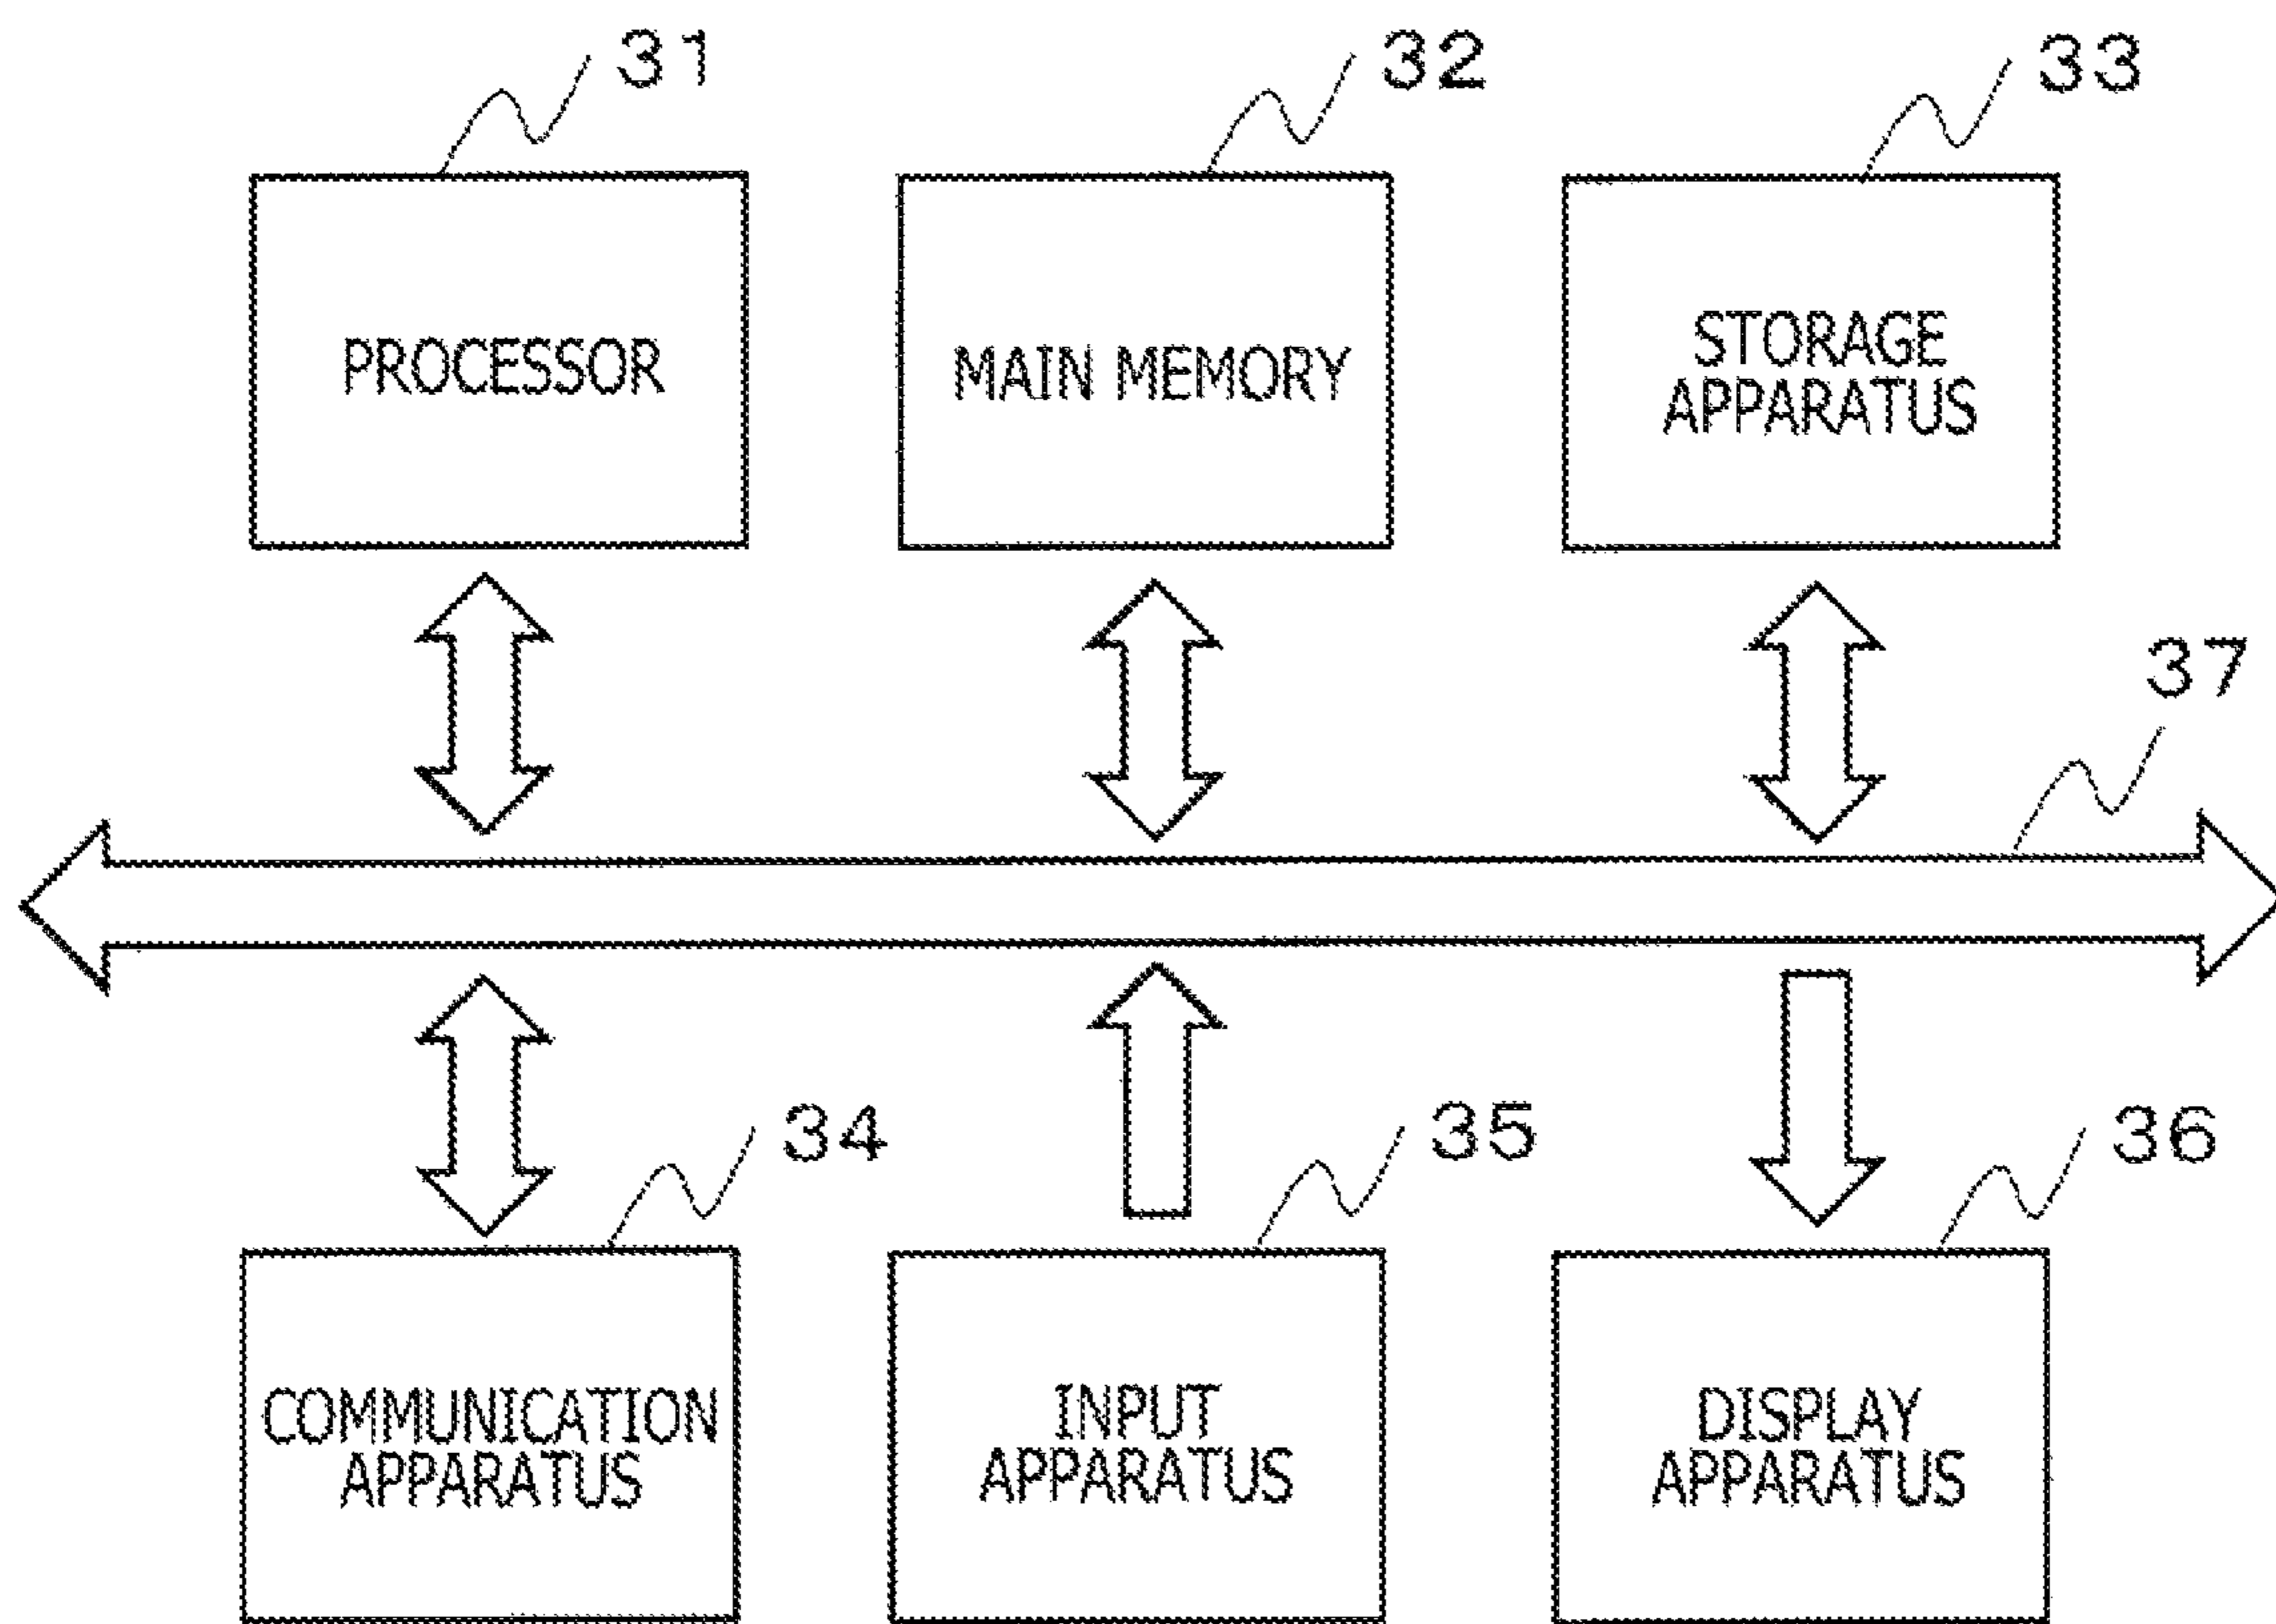 31
32
33
PROCESSOR
MAIN MEMORY
STORAGE
APPARATUS
37
34
35
36
COMMUNICATION
APPARATUS
INPUT
APPARATUS
DISPLAY
APPARATUS